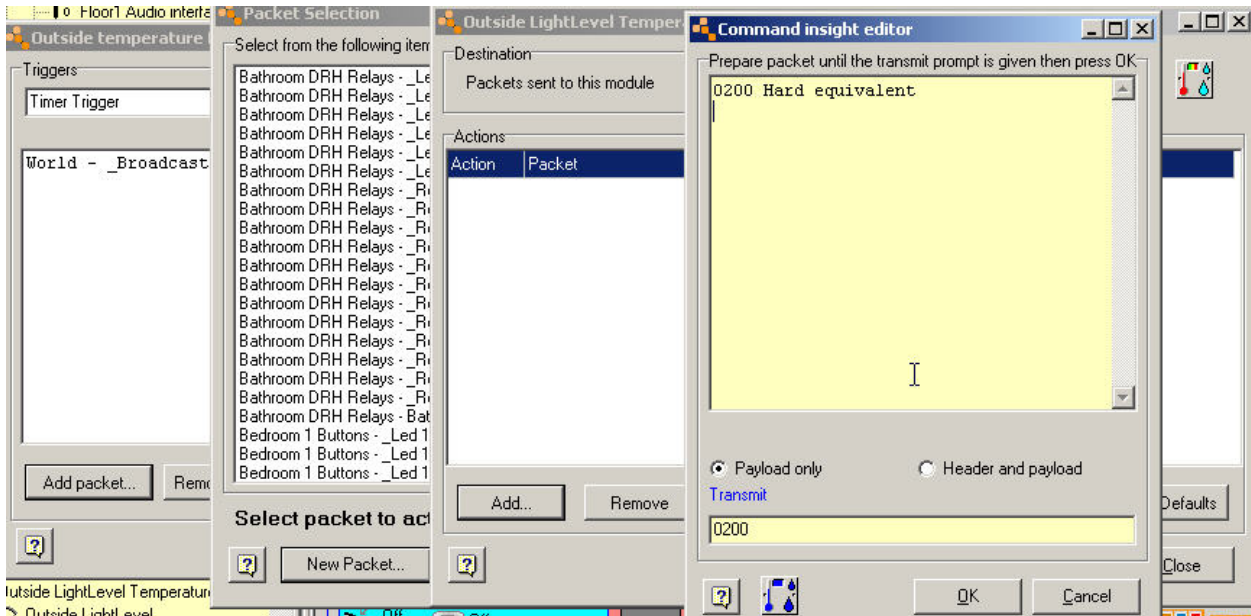 Floor1 Audio interfa
Outside temperature
Triggers
Timer Trigger
World - _Broadcast
Add packet...
Remo
Outside LightLevel Temperature
Outside LightLevel
Packet Selection
Select from the following item
Bathroom DRH Relays - _Le
Bathroom DRH Relays - _Le
Bathroom DRH Relays - _Le
Bathroom DRH Relays - _Le
Bathroom DRH Relays - _Le
Bathroom DRH Relays - _Le
Bathroom DRH Relays - _Re
Bathroom DRH Relays - _Re
Bathroom DRH Relays - _Re
Bathroom DRH Relays - _Re
Bathroom DRH Relays - _Re
Bathroom DRH Relays - _Re
Bathroom DRH Relays - _Re
Bathroom DRH Relays - _Re
Bathroom DRH Relays - _Re
Bathroom DRH Relays - _Re
Bathroom DRH Relays - _Re
Bathroom DRH Relays - _Re
Bathroom DRH Relays - Bat
Bedroom 1 Buttons - _Led 1
Bedroom 1 Buttons - _Led 1
Bedroom 1 Buttons - _Led 1
Select packet to act
New Packet...
Off
Outside LightLevel Tempera
Destination
Packets sent to this module
Actions
Action Packet
Add...
Remove
Defaults
Close
Command insight editor
Prepare packet until the transmit prompt is given then press OK
0200 Hard equivalent
Payload only
Header and payload
Transmit
0200
OK
Cancel